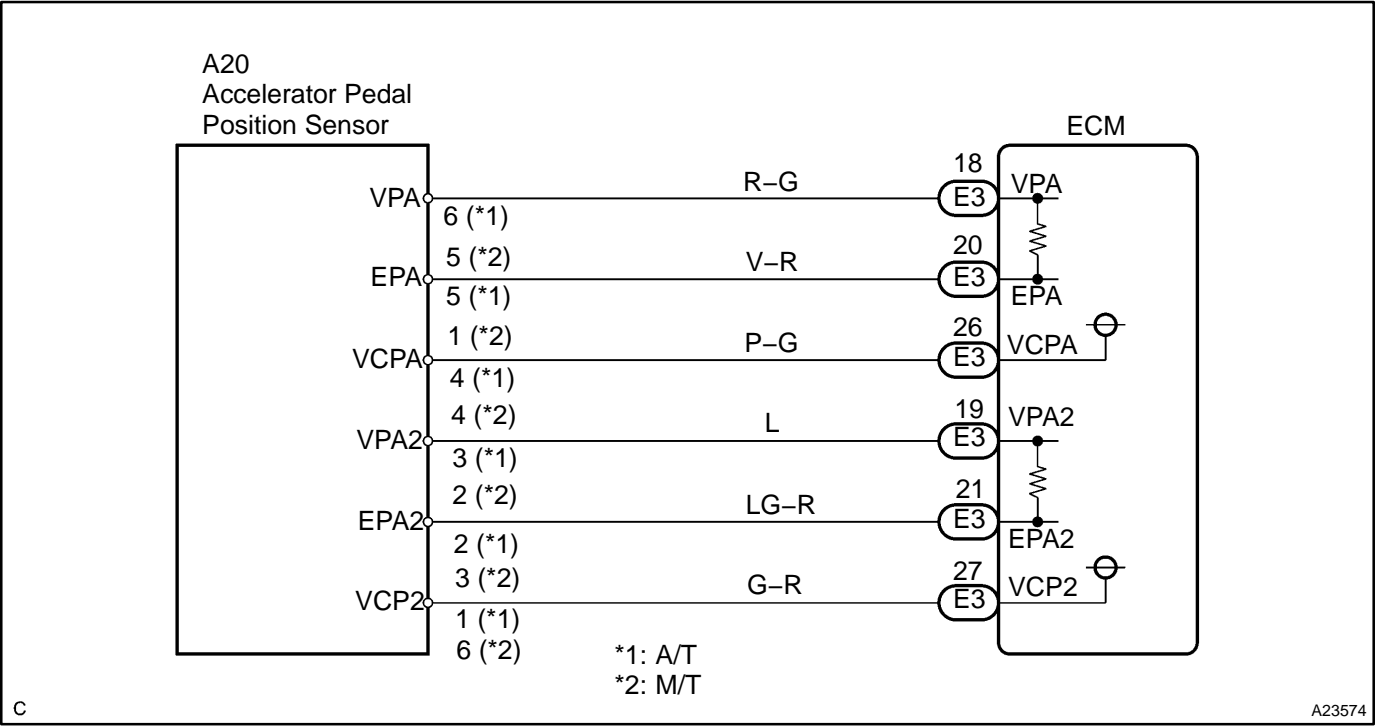 A20
Accelerator Pedal
Position Sensor
ECM
VPA
6 (*1)
5 (*2)
R–G
18
E3
VPA
EPA
5 (*1)
1 (*2)
V–R
20
E3
EPA
VCPA
4 (*1)
4 (*2)
P–G
26
E3
VCPA
VPA2
3 (*1)
2 (*2)
L
19
E3
VPA2
EPA2
2 (*1)
3 (*2)
LG–R
21
E3
EPA2
VCP2
1 (*1)
6 (*2)
G–R
27
E3
VCP2
*1: A/T
*2: M/T
C
A23574